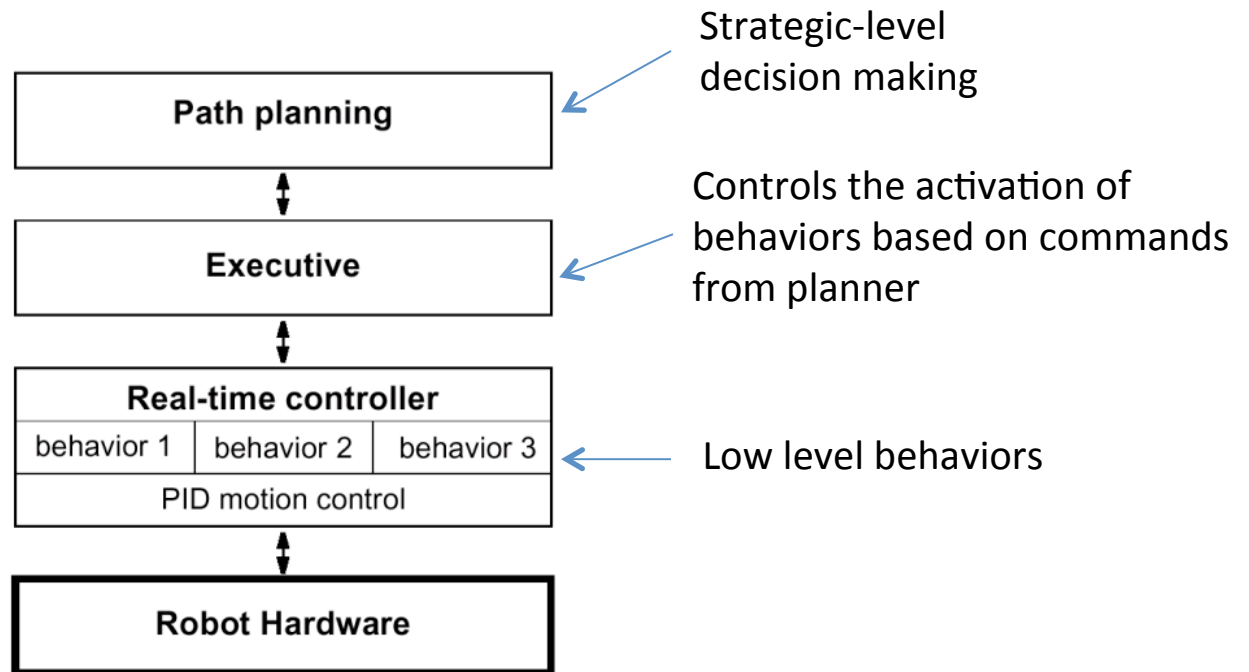 Strategic-level
decision making
Path planning
Controls the activation of
behaviors based on commands
from planner
Executive
Real-time controller
behavior 1 behavior 2 behavior 3
Low level behaviors
PID motion control
Robot Hardware